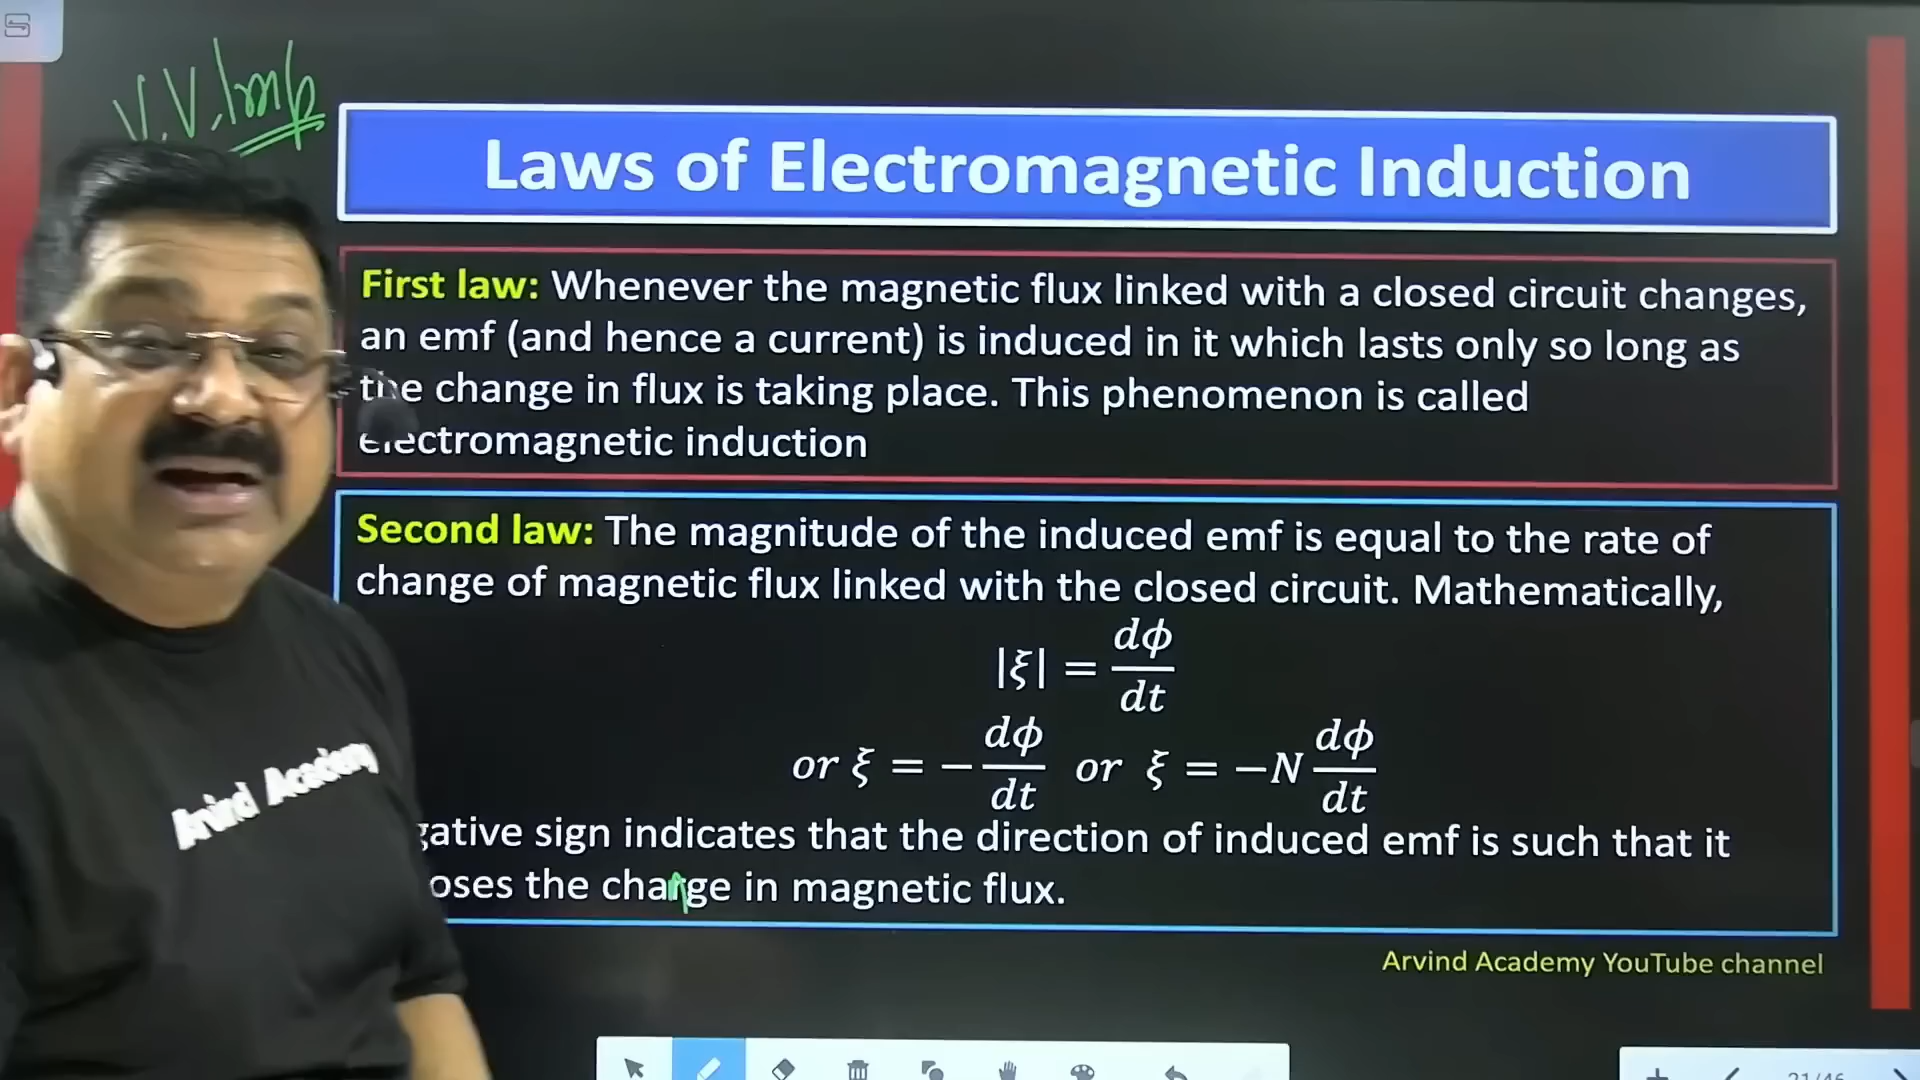 V.V.Imp
Laws of Electromagnetic Induction
First law: Whenever the magnetic flux linked with a closed circuit changes,
an emf (and hence a current) is induced in it which lasts only so long as
the change in flux is taking place. This phenomenon is called
electromagnetic induction
Second law: The magnitude of the induced emf is equal to the rate of
change of magnetic flux linked with the closed circuit. Mathematically,
|ξ| = dϕ/dt
or ξ = −dϕ/dt or ξ = −N dϕ/dt
gative sign indicates that the direction of induced emf is such that it
oses the change in magnetic flux.
Arvind Academy YouTube channel
Arvind Academy